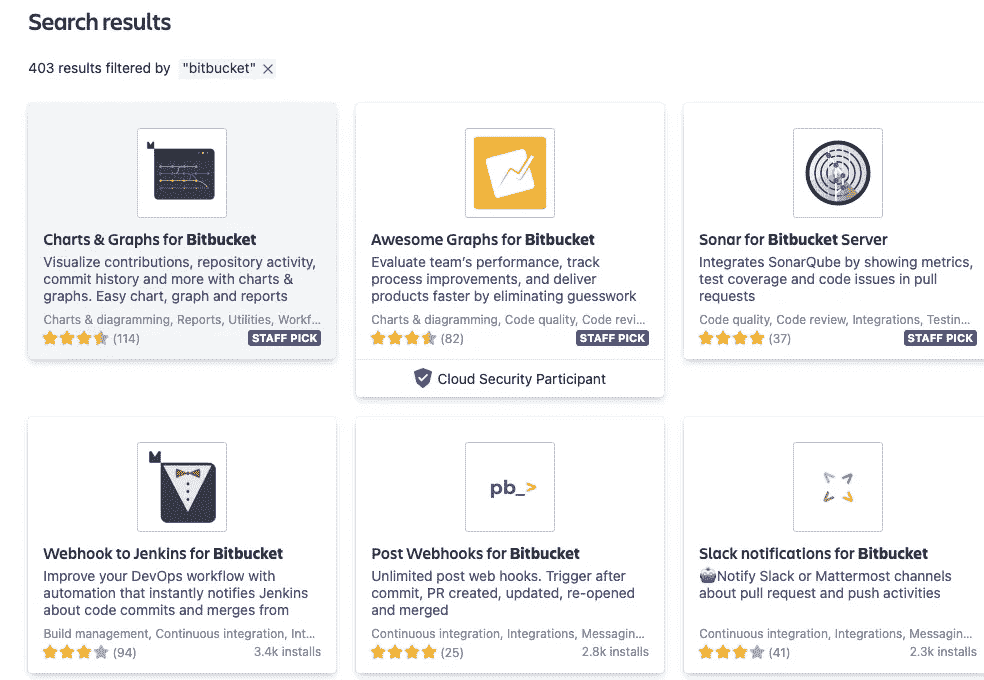 Search results
403 results filtered by "bitbucket" ×
Charts & Graphs for Bitbucket
Visualize contributions, repository activity,
commit history and more with charts &
graphs. Easy chart, graph and reports
Charts & diagramming, Reports, Utilities, Workf...
(114) STAFF PICK
Awesome Graphs for Bitbucket
Evaluate team's performance, track
process improvements, and deliver
products faster by eliminating guesswork
Charts & diagramming, Code quality, Code revi...
(82) STAFF PICK
Cloud Security Participant
Sonar for Bitbucket Server
Integrates SonarQube by showing metrics,
test coverage and code issues in pull
requests
Code quality, Code review, Integrations, Testin...
(37) STAFF PICK
Webhook to Jenkins for Bitbucket
Improve your DevOps workflow with
automation that instantly notifies Jenkins
about code commits and merges from
Build management, Continuous integration, Int...
(94) 3.4k installs
pb_>
Post Webhooks for Bitbucket
Unlimited post web hooks. Trigger after
commit, PR created, updated, re-opened
and merged
Continuous integration, Integrations, Messagin...
(25) 2.8k installs
Slack notifications for Bitbucket
Notify Slack or Mattermost channels
about pull request and push activities
Continuous integration, Integrations, Messagin...
(41) 2.3k installs